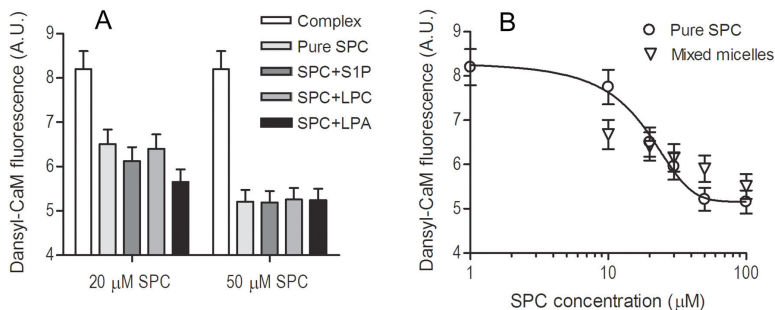 A
Dansyl-CaM fluorescence (A.U.)
9
8
7
6
5
4
Complex
Pure SPC
SPC+S1P
SPC+LPC
SPC+LPA
20 μM SPC
50 μM SPC
B
Dansyl-CaM fluorescence (A.U.)
9
8
7
6
5
4
Pure SPC
Mixed micelles
1
10
100
SPC concentration (μM)